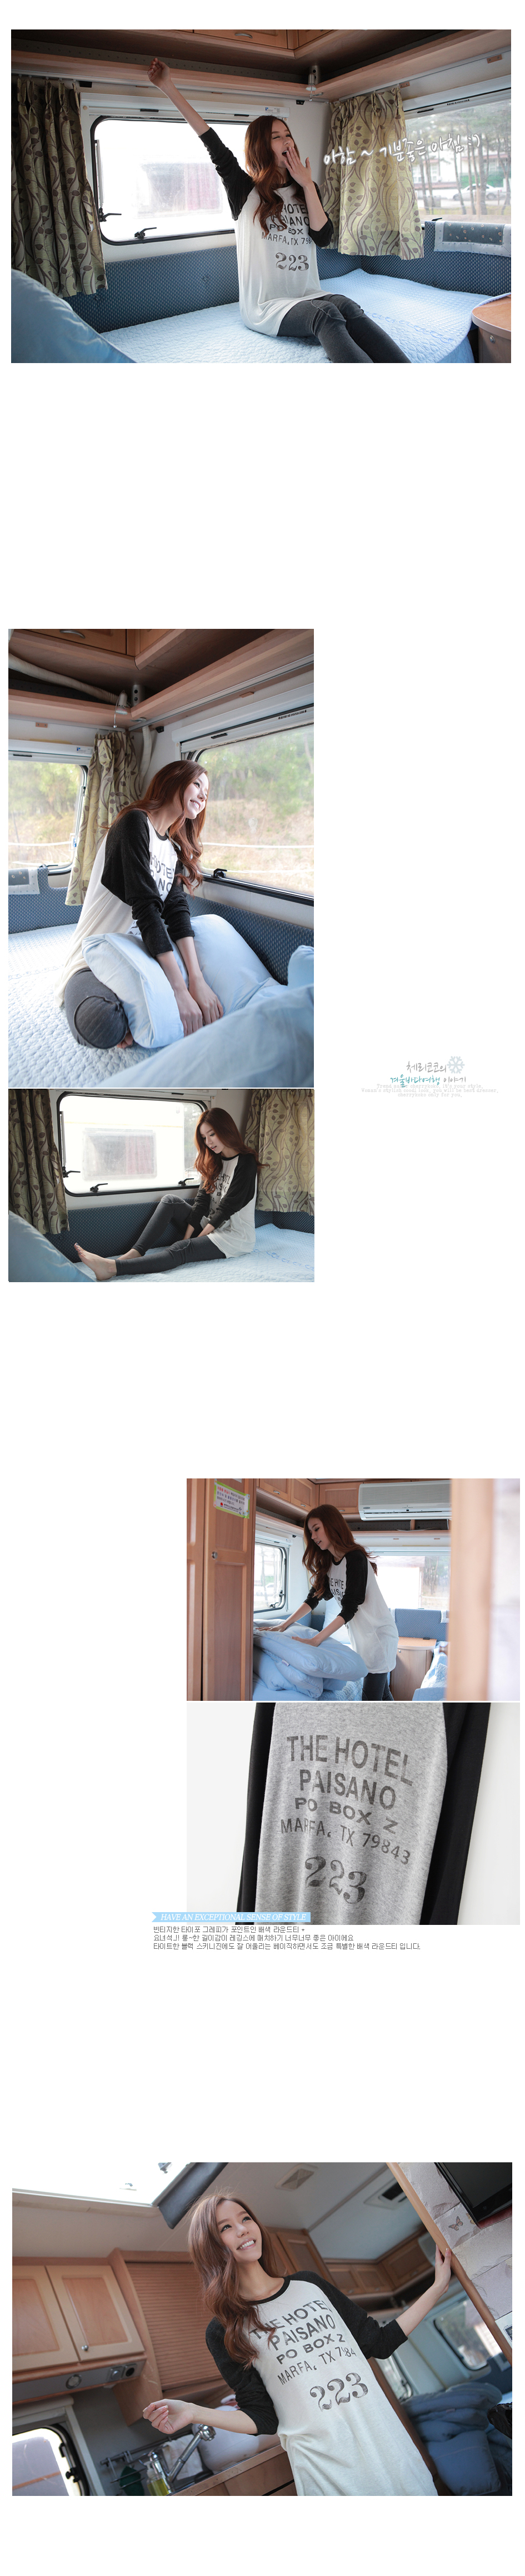 아함~ 기분좋은 아침 :)
THE HOTEL
PAISANO
PO BOX
MARFA, TX 79
223
HOTEL
체리코코의
겨울바다여행 이야기
THE HOTEL
PAISANO
PO BOX Z
MARFA, TX 79843
223
HAVE AN EXCEPTIONAL SENSE OF STYLE
빈티지한 타이포 그래픽가 포인트인 배색 라운드티 *
요녀석..!! 롱~한 길이감이 레깅스에 매치하기 너무너무 좋은 아이에요
타이트한 블랙 스키니진에도 잘 어울리는 베이직하면서도 조금 특별한 배색 라운드티 입니다.
THE HOTE
PAISANO
PO BOX Z
MARFA, TX 7984
223